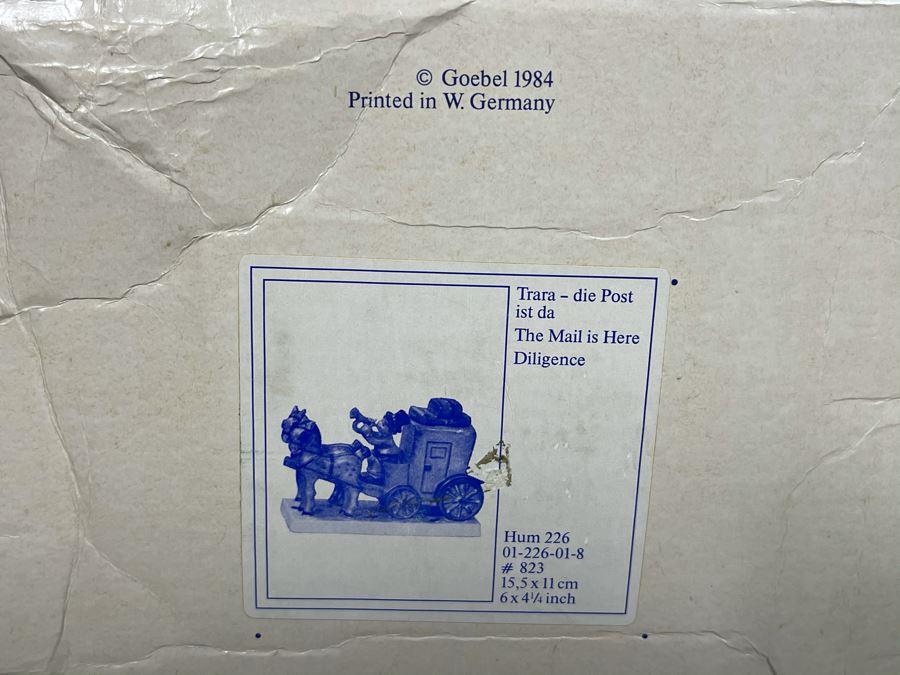 © Goebel 1984
Printed in W. Germany
Trara – die Post
ist da
The Mail is Here
Diligence
Hum 226
01-226-01-8
# 823
15,5 x 11 cm
6 x 4¼ inch